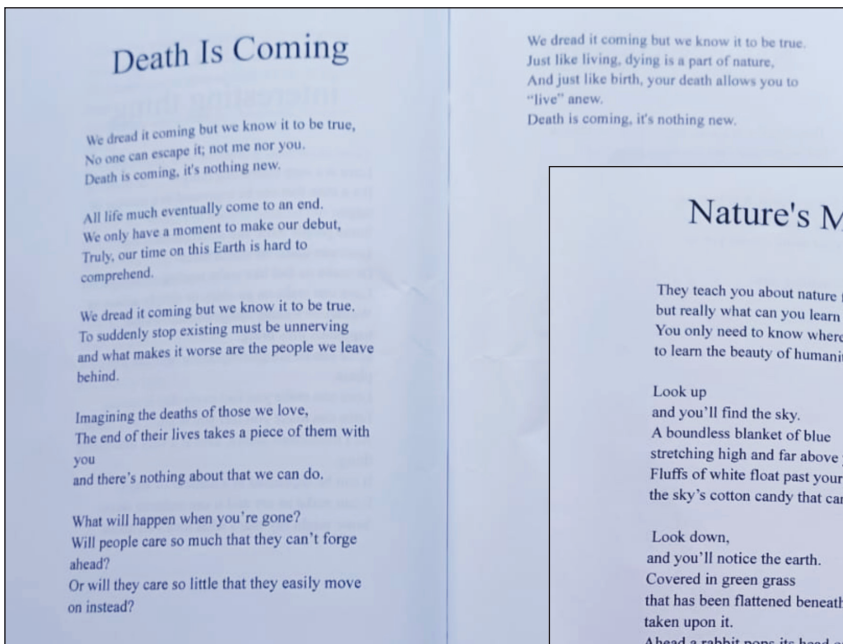 Death Is Coming
We dread it coming but we know it to be true,
No one can escape it; not me nor you.
Death is coming, it's nothing new.
All life much eventually come to an end.
We only have a moment to make our debut,
Truly, our time on this Earth is hard to
comprehend.
We dread it coming but we know it to be true.
To suddenly stop existing must be unnerving
and what makes it worse are the people we leave
behind.
Imagining the deaths of those we love,
The end of their lives takes a piece of them with
you
and there's nothing about that we can do.
What will happen when you're gone?
Will people care so much that they can't forge
ahead?
Or will they care so little that they easily move
on instead?
We dread it coming but we know it to be true.
Just like living, dying is a part of nature,
And just like birth, your death allows you to
“live” anew.
Death is coming, it's nothing new.
Nature's
They teach you about nature
but really what can you learn
You only need to know where
to learn the beauty of
Look up
and you'll find the sky.
A boundless blanket of blue
stretching high and far above
Fluffs of white float past your
the sky's cotton candy that
Look down,
and you'll notice the earth.
Covered in green grass
that has been flattened beneath
taken upon it.
Ahead a rabbit pops its head